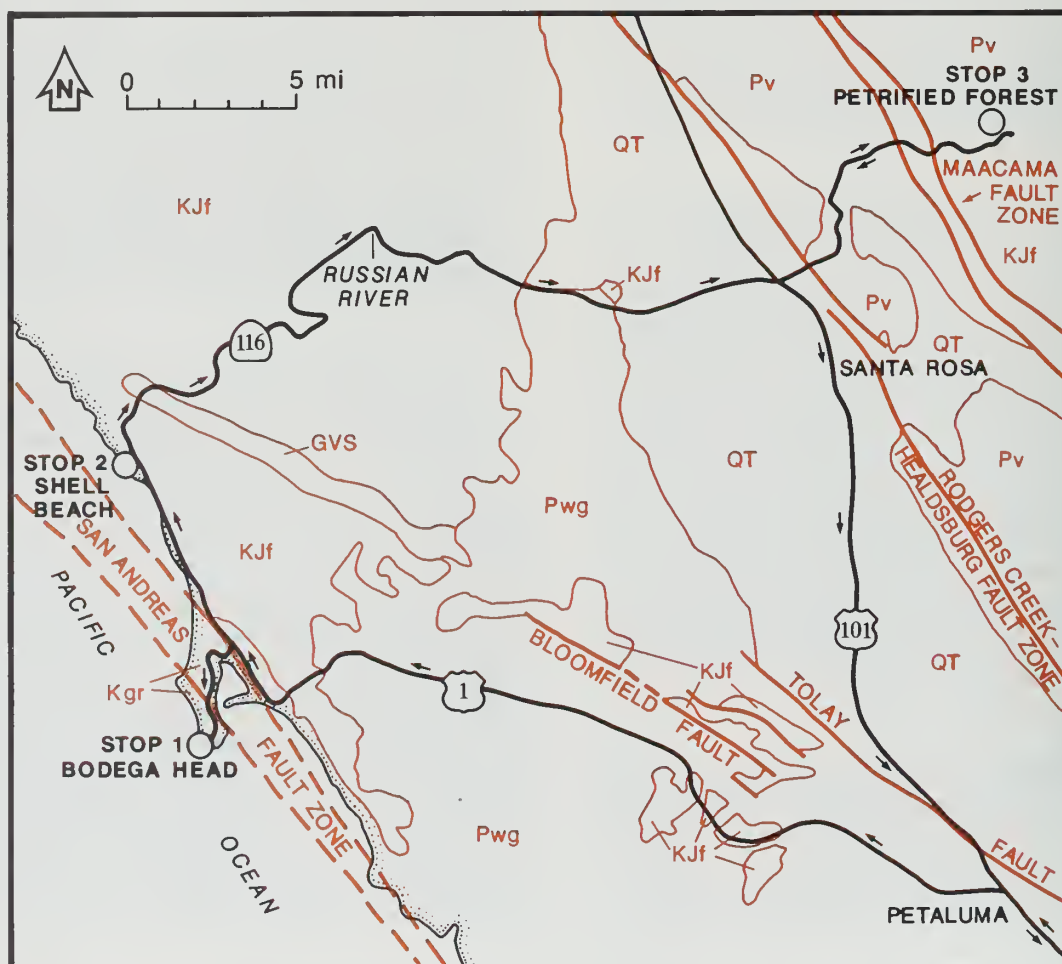 N
0 5 mi
Pv
Pv
STOP 3
PETRIFIED FOREST
QT
MAACAMA
FAULT
ZONE
KJf
KJf
RUSSIAN
RIVER
KJf
Pv
116
SANTA ROSA
QT
GVS
QT
Pv
STOP 2
SHELL
BEACH
Pwg
RODGERS CREEK-
HEALDSBURG FAULT ZONE
KJf
SAN ANDREAS
FAULT ZONE
PACIFIC
OCEAN
101
QT
Kgr
1
BLOOMFIELD
FAULT
KJf
TOLAY
FAULT
STOP 1
BODEGA HEAD
Pwg
KJf
PETALUMA